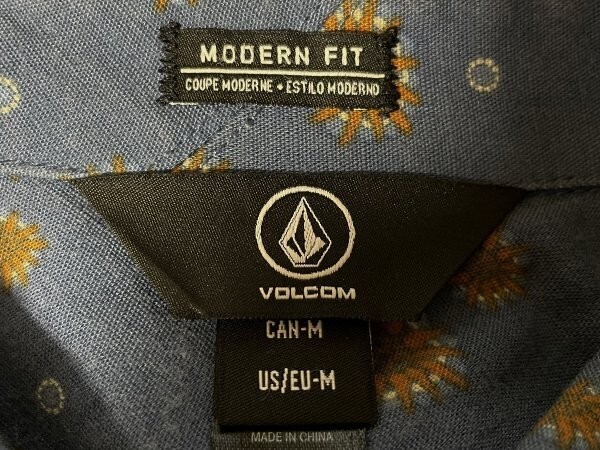 MODERN FIT
COUPE MODERNE • ESTILO MODERNO
VOLCOM
CAN-M
US/EU-M
MADE IN CHINA